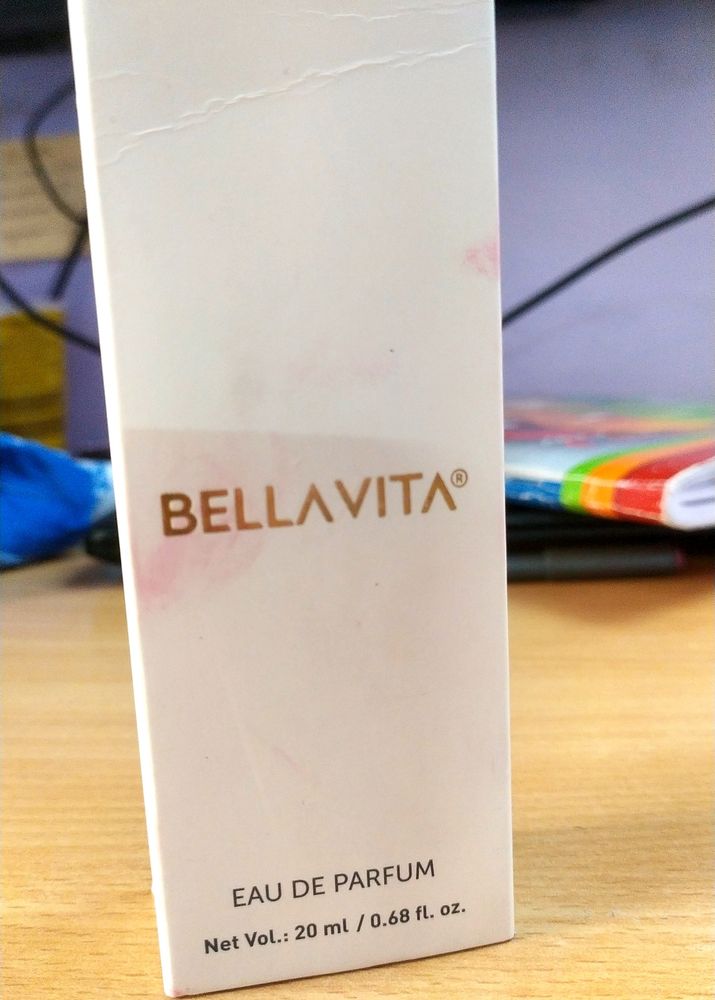 BELLAVITA®
EAU DE PARFUM
Net Vol.: 20 ml / 0.68 fl. oz.